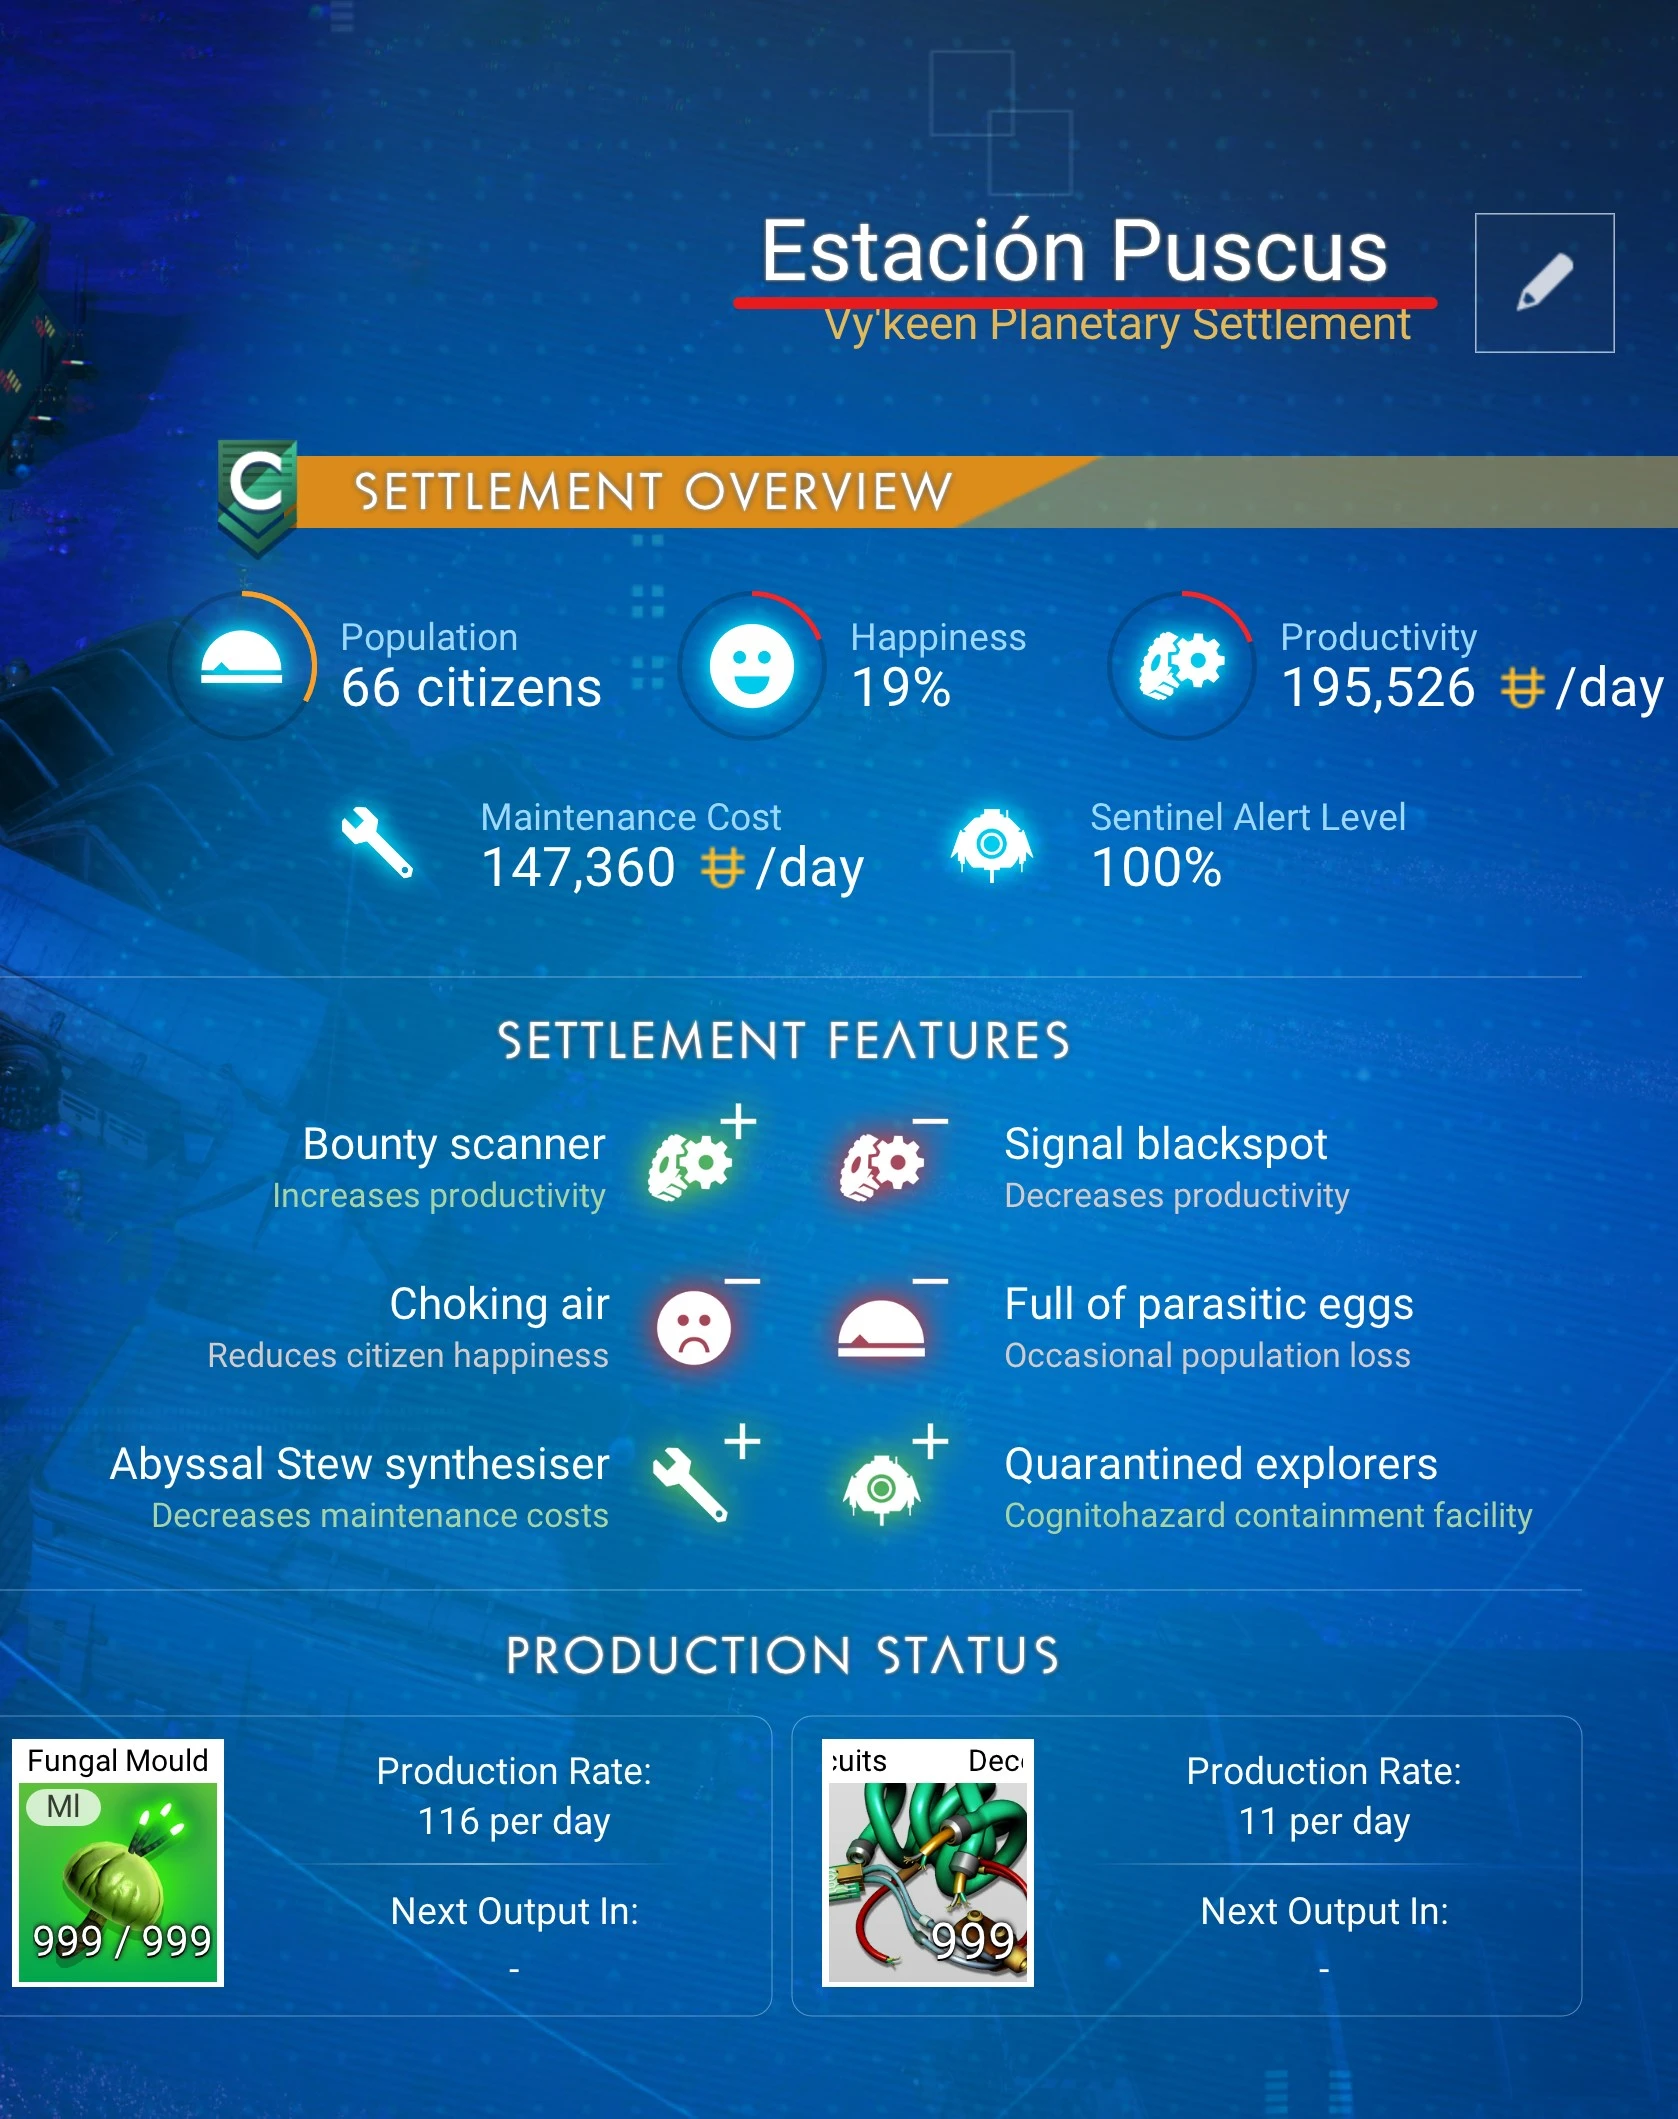 Estación Puscus
Vy'keen Planetary Settlement
C
SETTLEMENT OVERVIEW
Population
66 citizens
Happiness
19%
Productivity
195,526 /day
Maintenance Cost
147,360 /day
Sentinel Alert Level
100%
SETTLEMENT FEATURES
Bounty scanner
Increases productivity
Signal blackspot
Decreases productivity
Choking air
Reduces citizen happiness
Full of parasitic eggs
Occasional population loss
Abyssal Stew synthesiser
Decreases maintenance costs
Quarantined explorers
Cognitohazard containment facility
PRODUCTION STATUS
Fungal Mould
Ml
999 / 999
Production Rate:
116 per day
Next Output In:
-
cuits Dec
999
Production Rate:
11 per day
Next Output In:
-